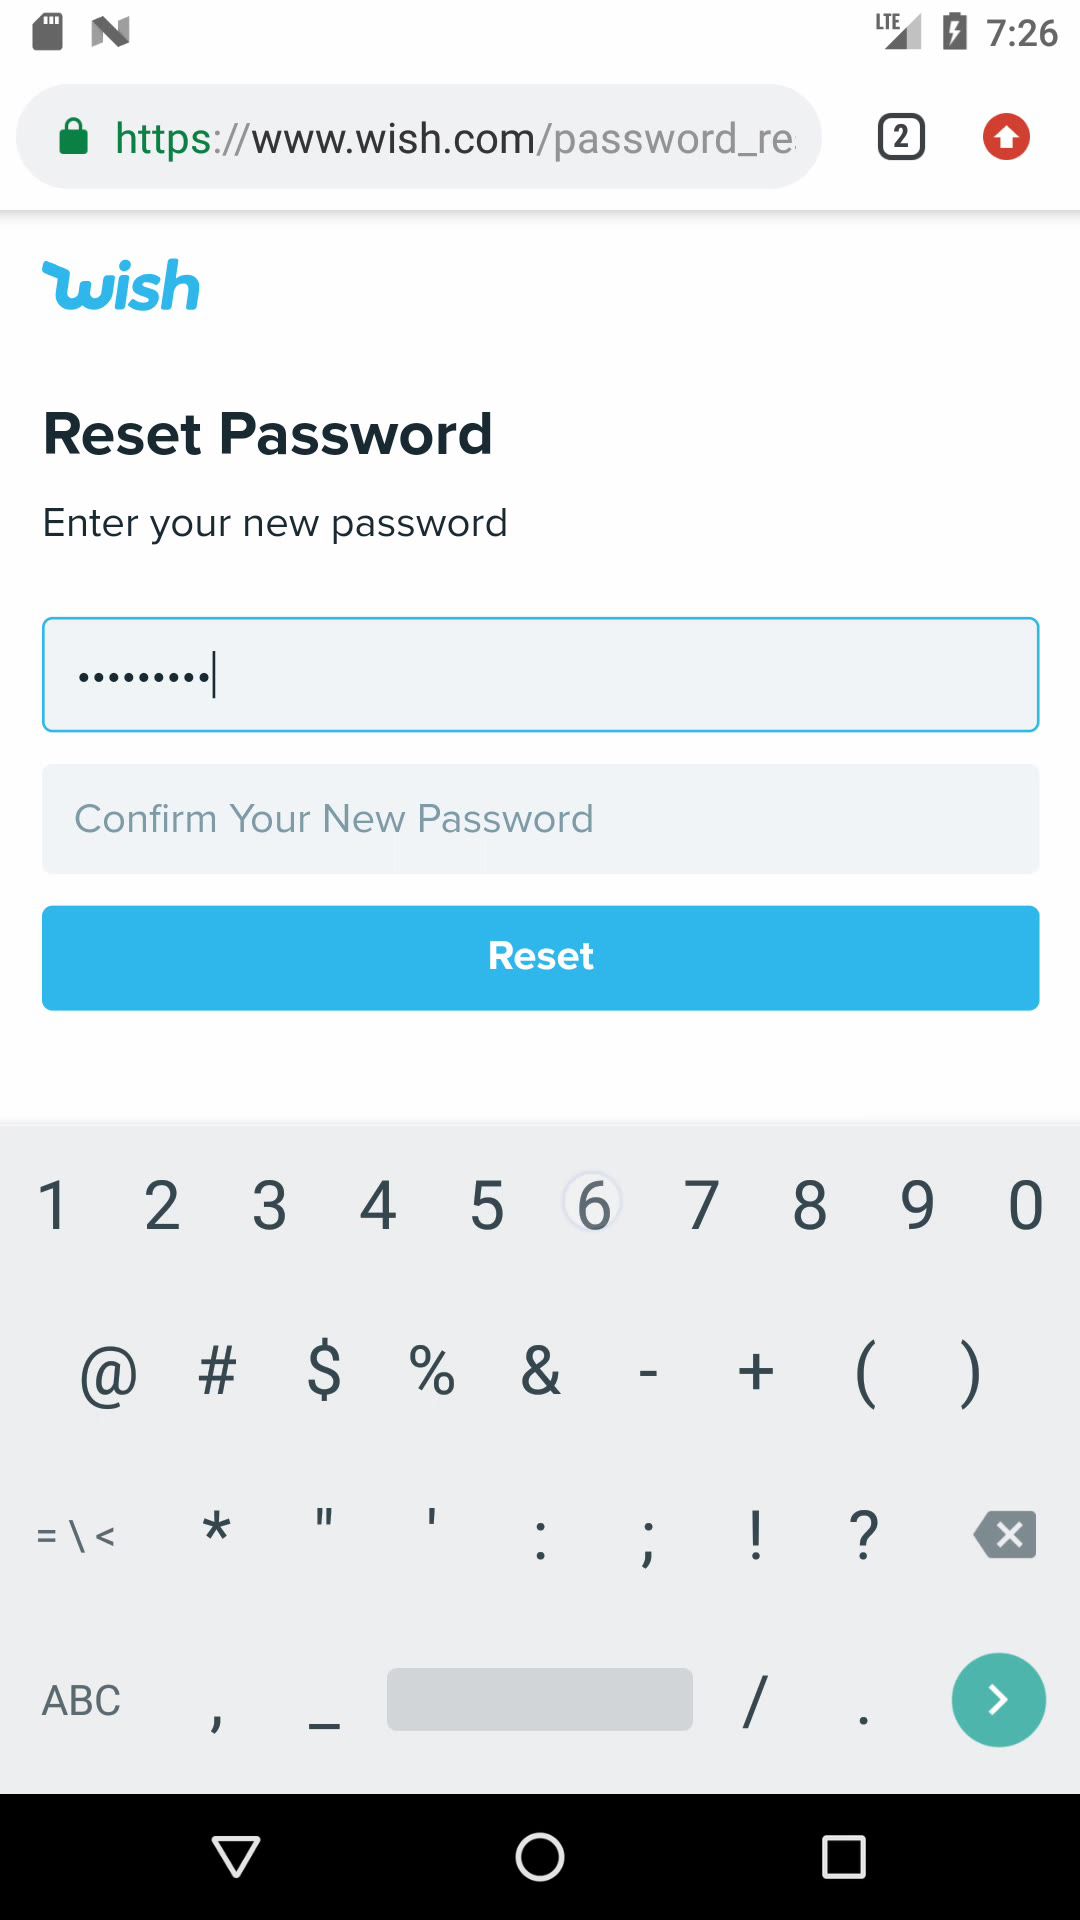 LTE 7:26
https://www.wish.com/password_re 2
wish
Reset Password
Enter your new password
•••••••••
Confirm Your New Password
Reset
1 2 3 4 5 6 7 8 9 0
@ # $ % & - + ( )
= \ < * " ' : ; ! ?
ABC , _ / .